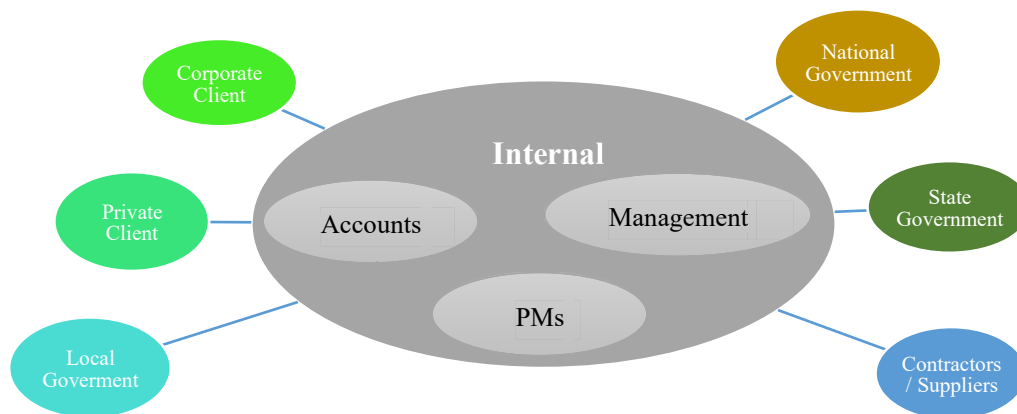 Corporate
Client
National
Government
Internal
Private
Client
Accounts
Management
State
Government
PMs
Local
Goverment
Contractors
/ Suppliers